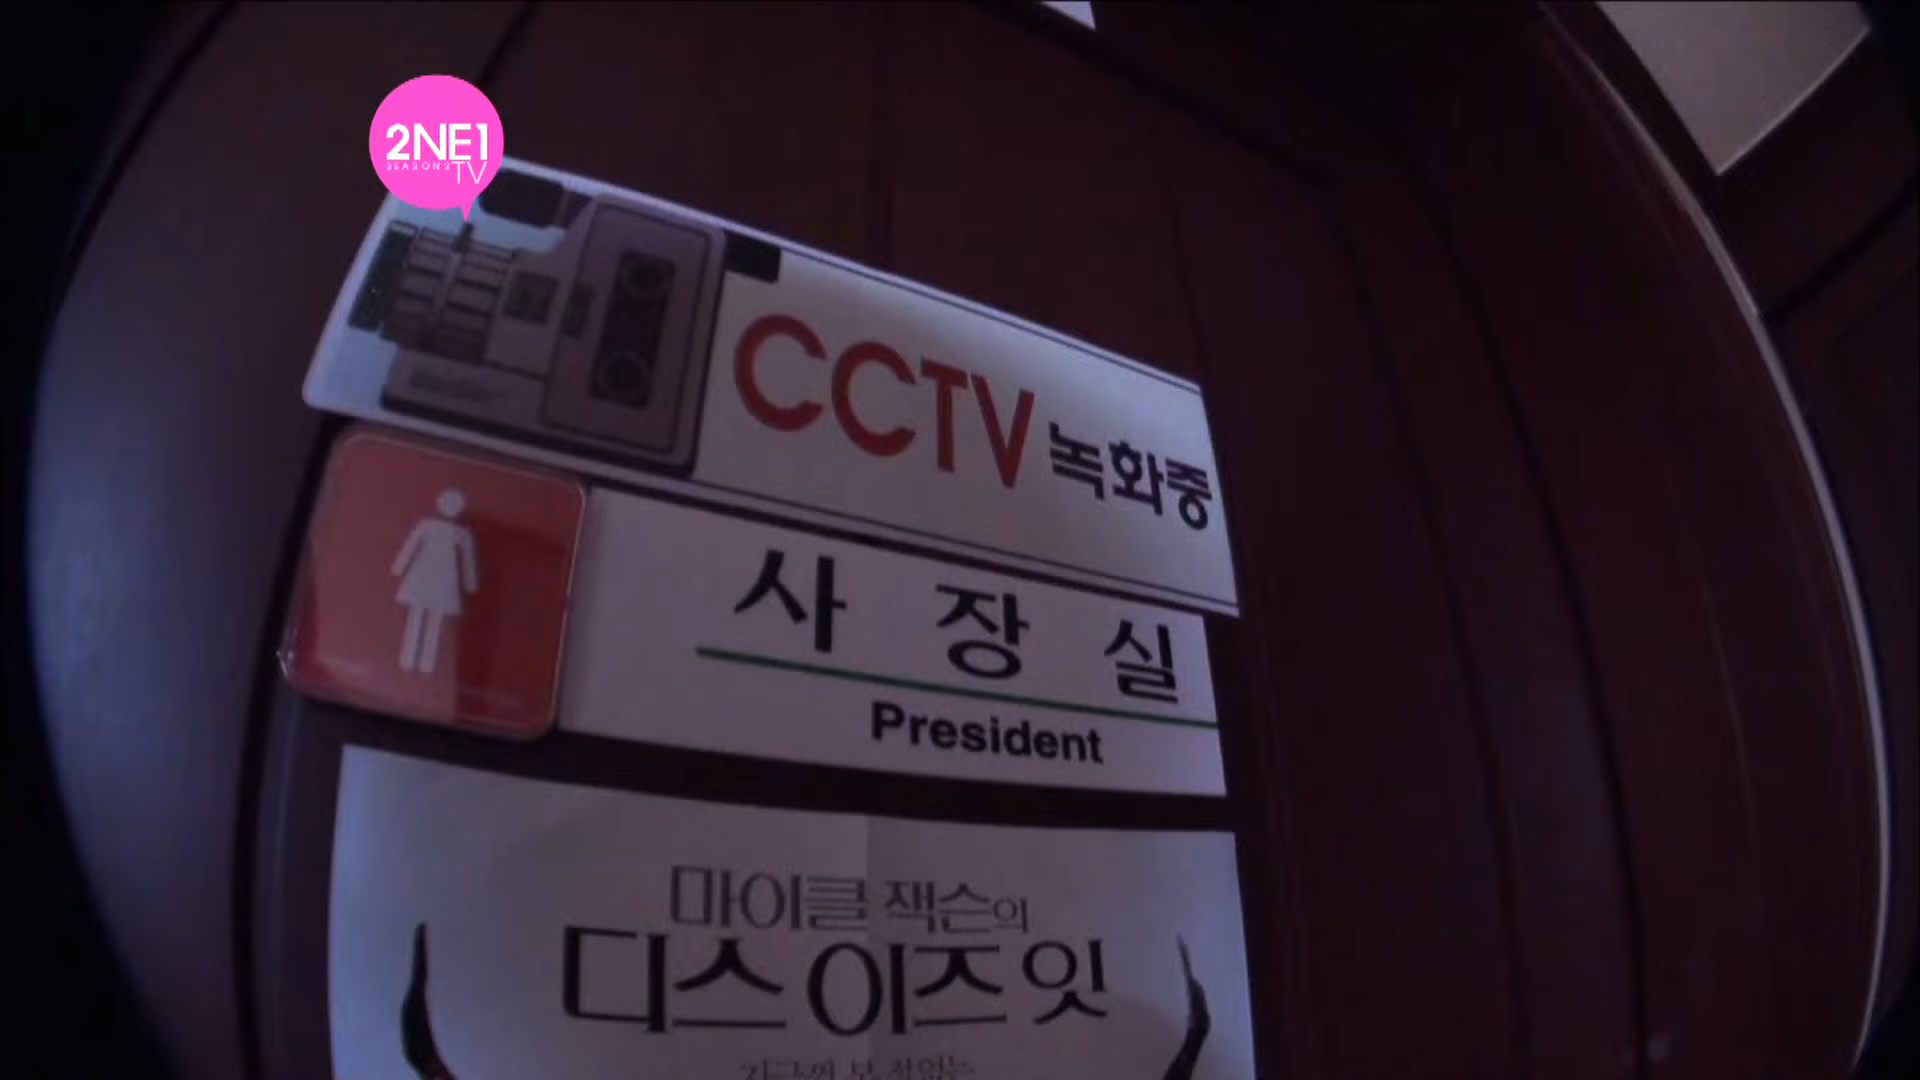 2NE1
SEASON2
TV
CCTV 녹화중
사 장 실
President
마이클 잭슨의
디스 이즈 잇